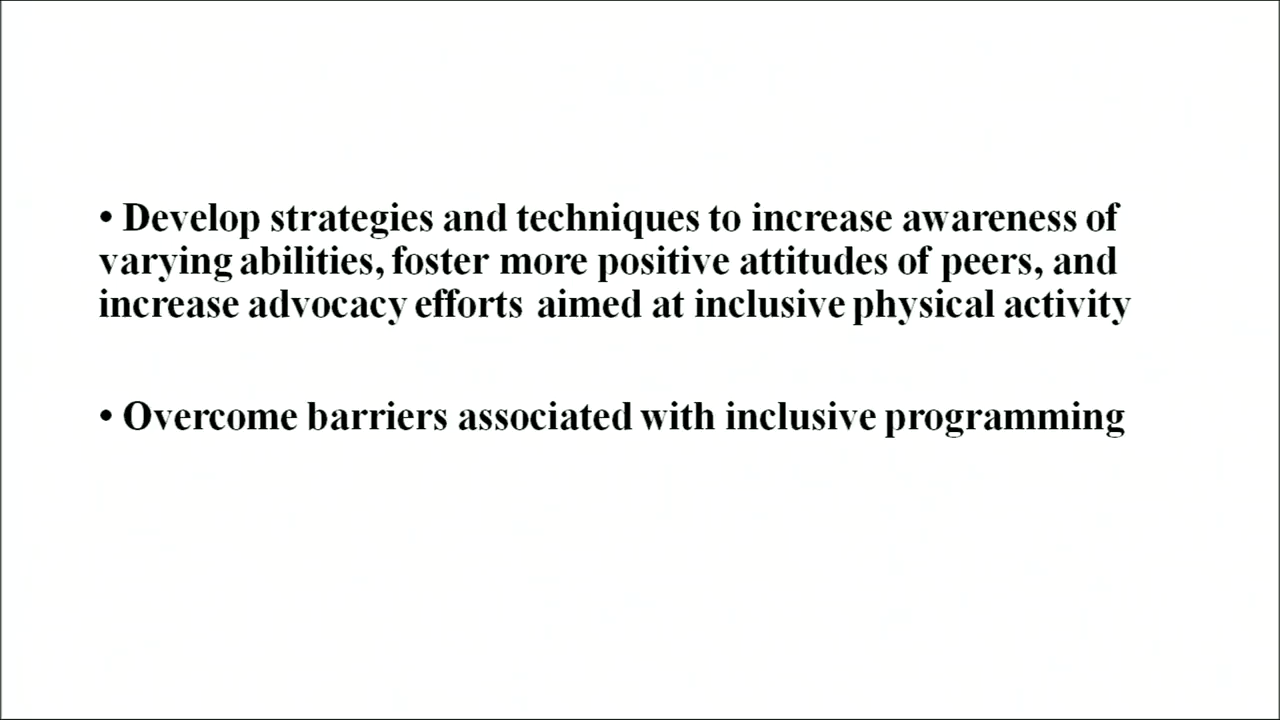 • Develop strategies and techniques to increase awareness of
varying abilities, foster more positive attitudes of peers, and
increase advocacy efforts aimed at inclusive physical activity
• Overcome barriers associated with inclusive programming